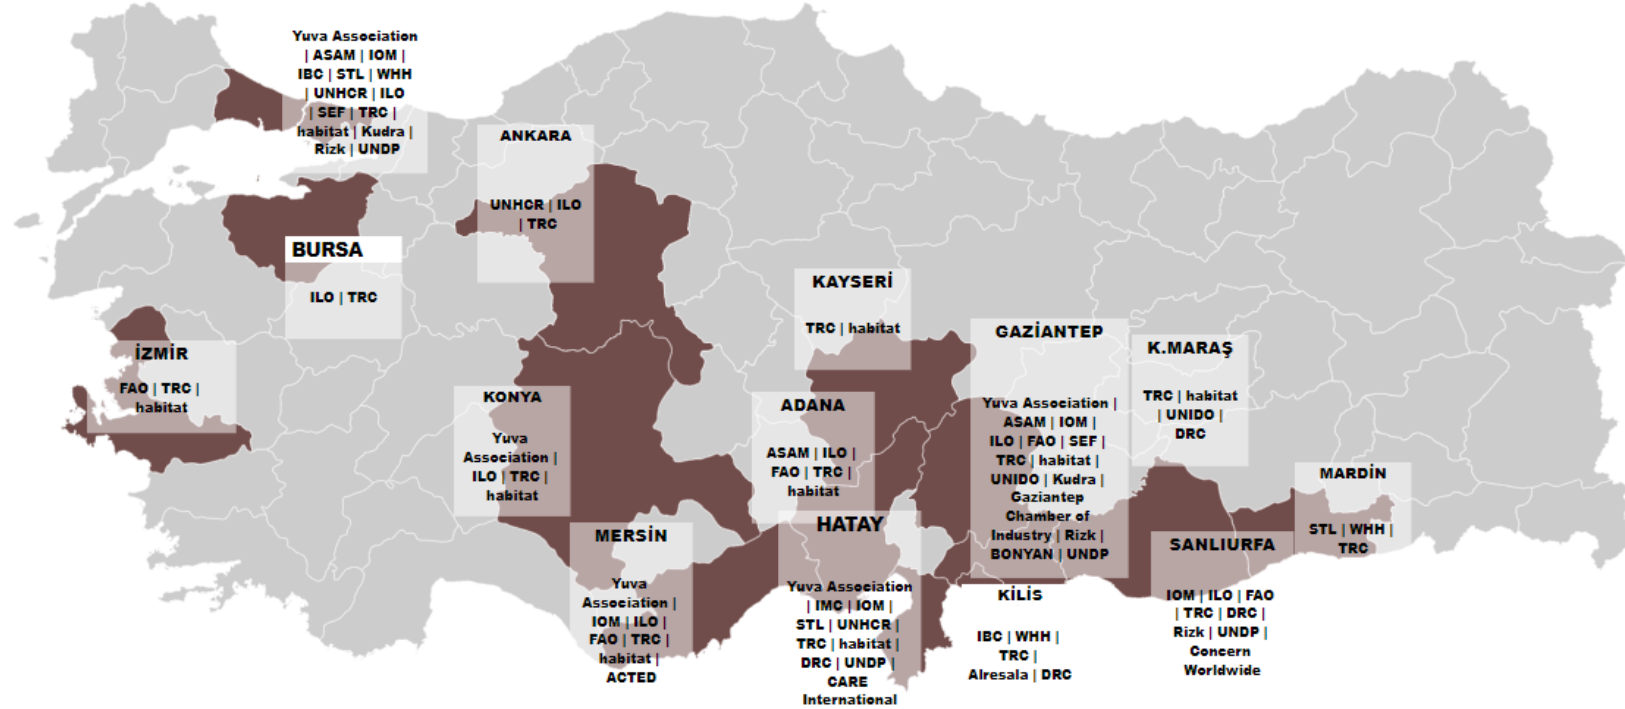 Yuva Association
| ASAM | IOM |
IBC | STL | WHH
| UNHCR | ILO
| SEF | TRC |
habitat | Kudra |
Rizk | UNDP
ANKARA
UNHCR | ILO
| TRC
BURSA
ILO | TRC
İZMİR
FAO | TRC |
habitat
KONYA
Yuva
Association |
ILO | TRC |
habitat
KAYSERİ
TRC | habitat
ADANA
ASAM | ILO |
FAO | TRC |
habitat
GAZİANTEP
Yuva Association |
ASAM | IOM |
ILO | FAO | SEF |
TRC | habitat |
UNIDO | Kudra |
Gaziantep
Chamber of
Industry | Rizk |
BONYAN | UNDP
K.MARAŞ
TRC | habitat
| UNIDO |
DRC
MARDİN
STL | WHH |
TRC
MERSİN
Yuva
Association |
IOM | ILO |
FAO | TRC |
habitat |
ACTED
HATAY
Yuva Association
| IMC | IOM |
STL | UNHCR |
TRC | habitat |
DRC | UNDP |
CARE
International
KİLİS
IBC | WHH |
TRC |
Alresala | DRC
SANLIURFA
IOM | ILO | FAO
| TRC | DRC |
Rizk | UNDP |
Concern
Worldwide